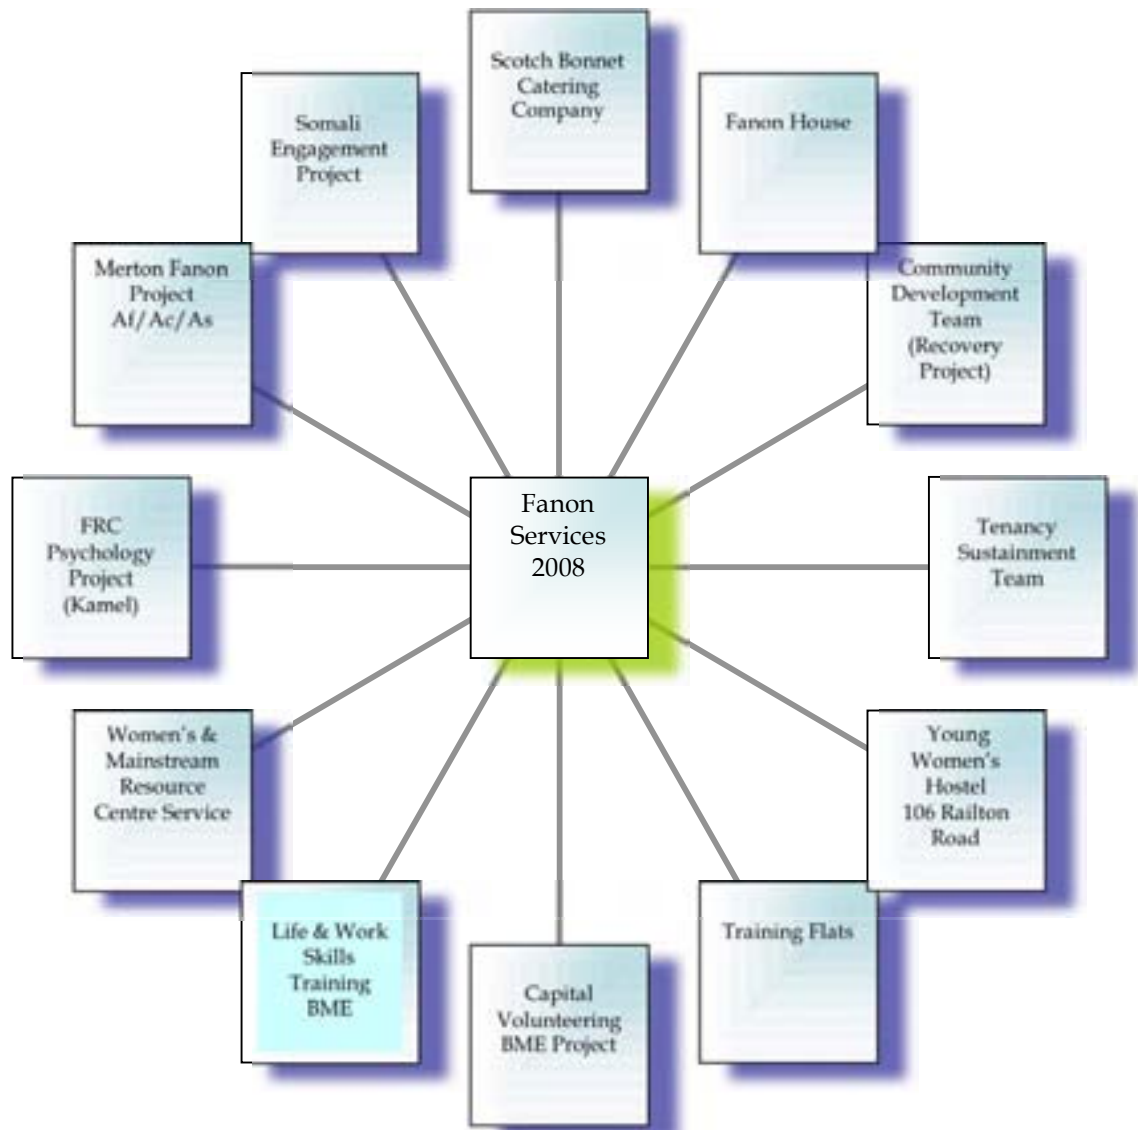 Scotch Bonnet
Catering
Company
Fanon House
Somali
Engagement
Project
Community
Development
Team
(Recovery
Project)
Merton Fanon
Project
Af/Ac/As
Fanon
Services
2008
Tenancy
Sustainment
Team
FRC
Psychology
Project
(Kamel)
Young
Women's
Hostel
106 Railton
Road
Women's &
Mainstream
Resource
Centre Service
Training Flats
Life & Work
Skills
Training
BME
Capital
Volunteering
BME Project